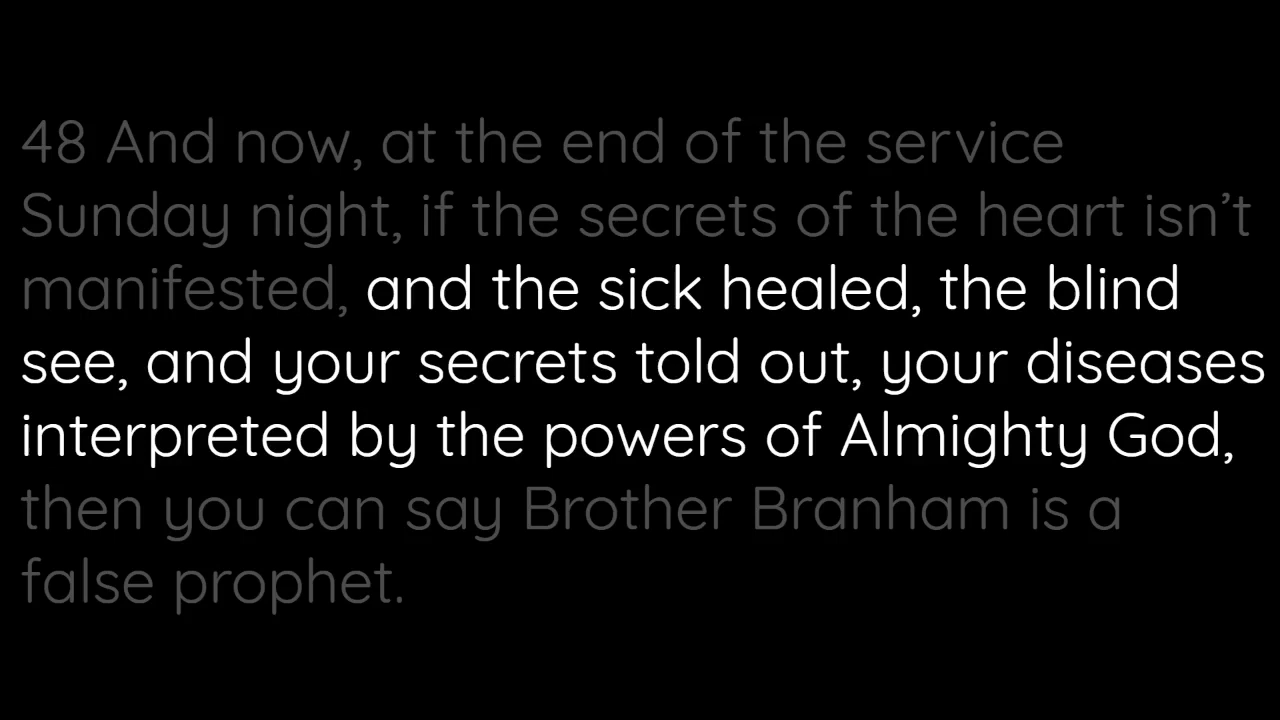 48 And now, at the end of the service
Sunday night, if the secrets of the heart isn’t
manifested, and the sick healed, the blind
see, and your secrets told out, your diseases
interpreted by the powers of Almighty God,
then you can say Brother Branham is a
false prophet.